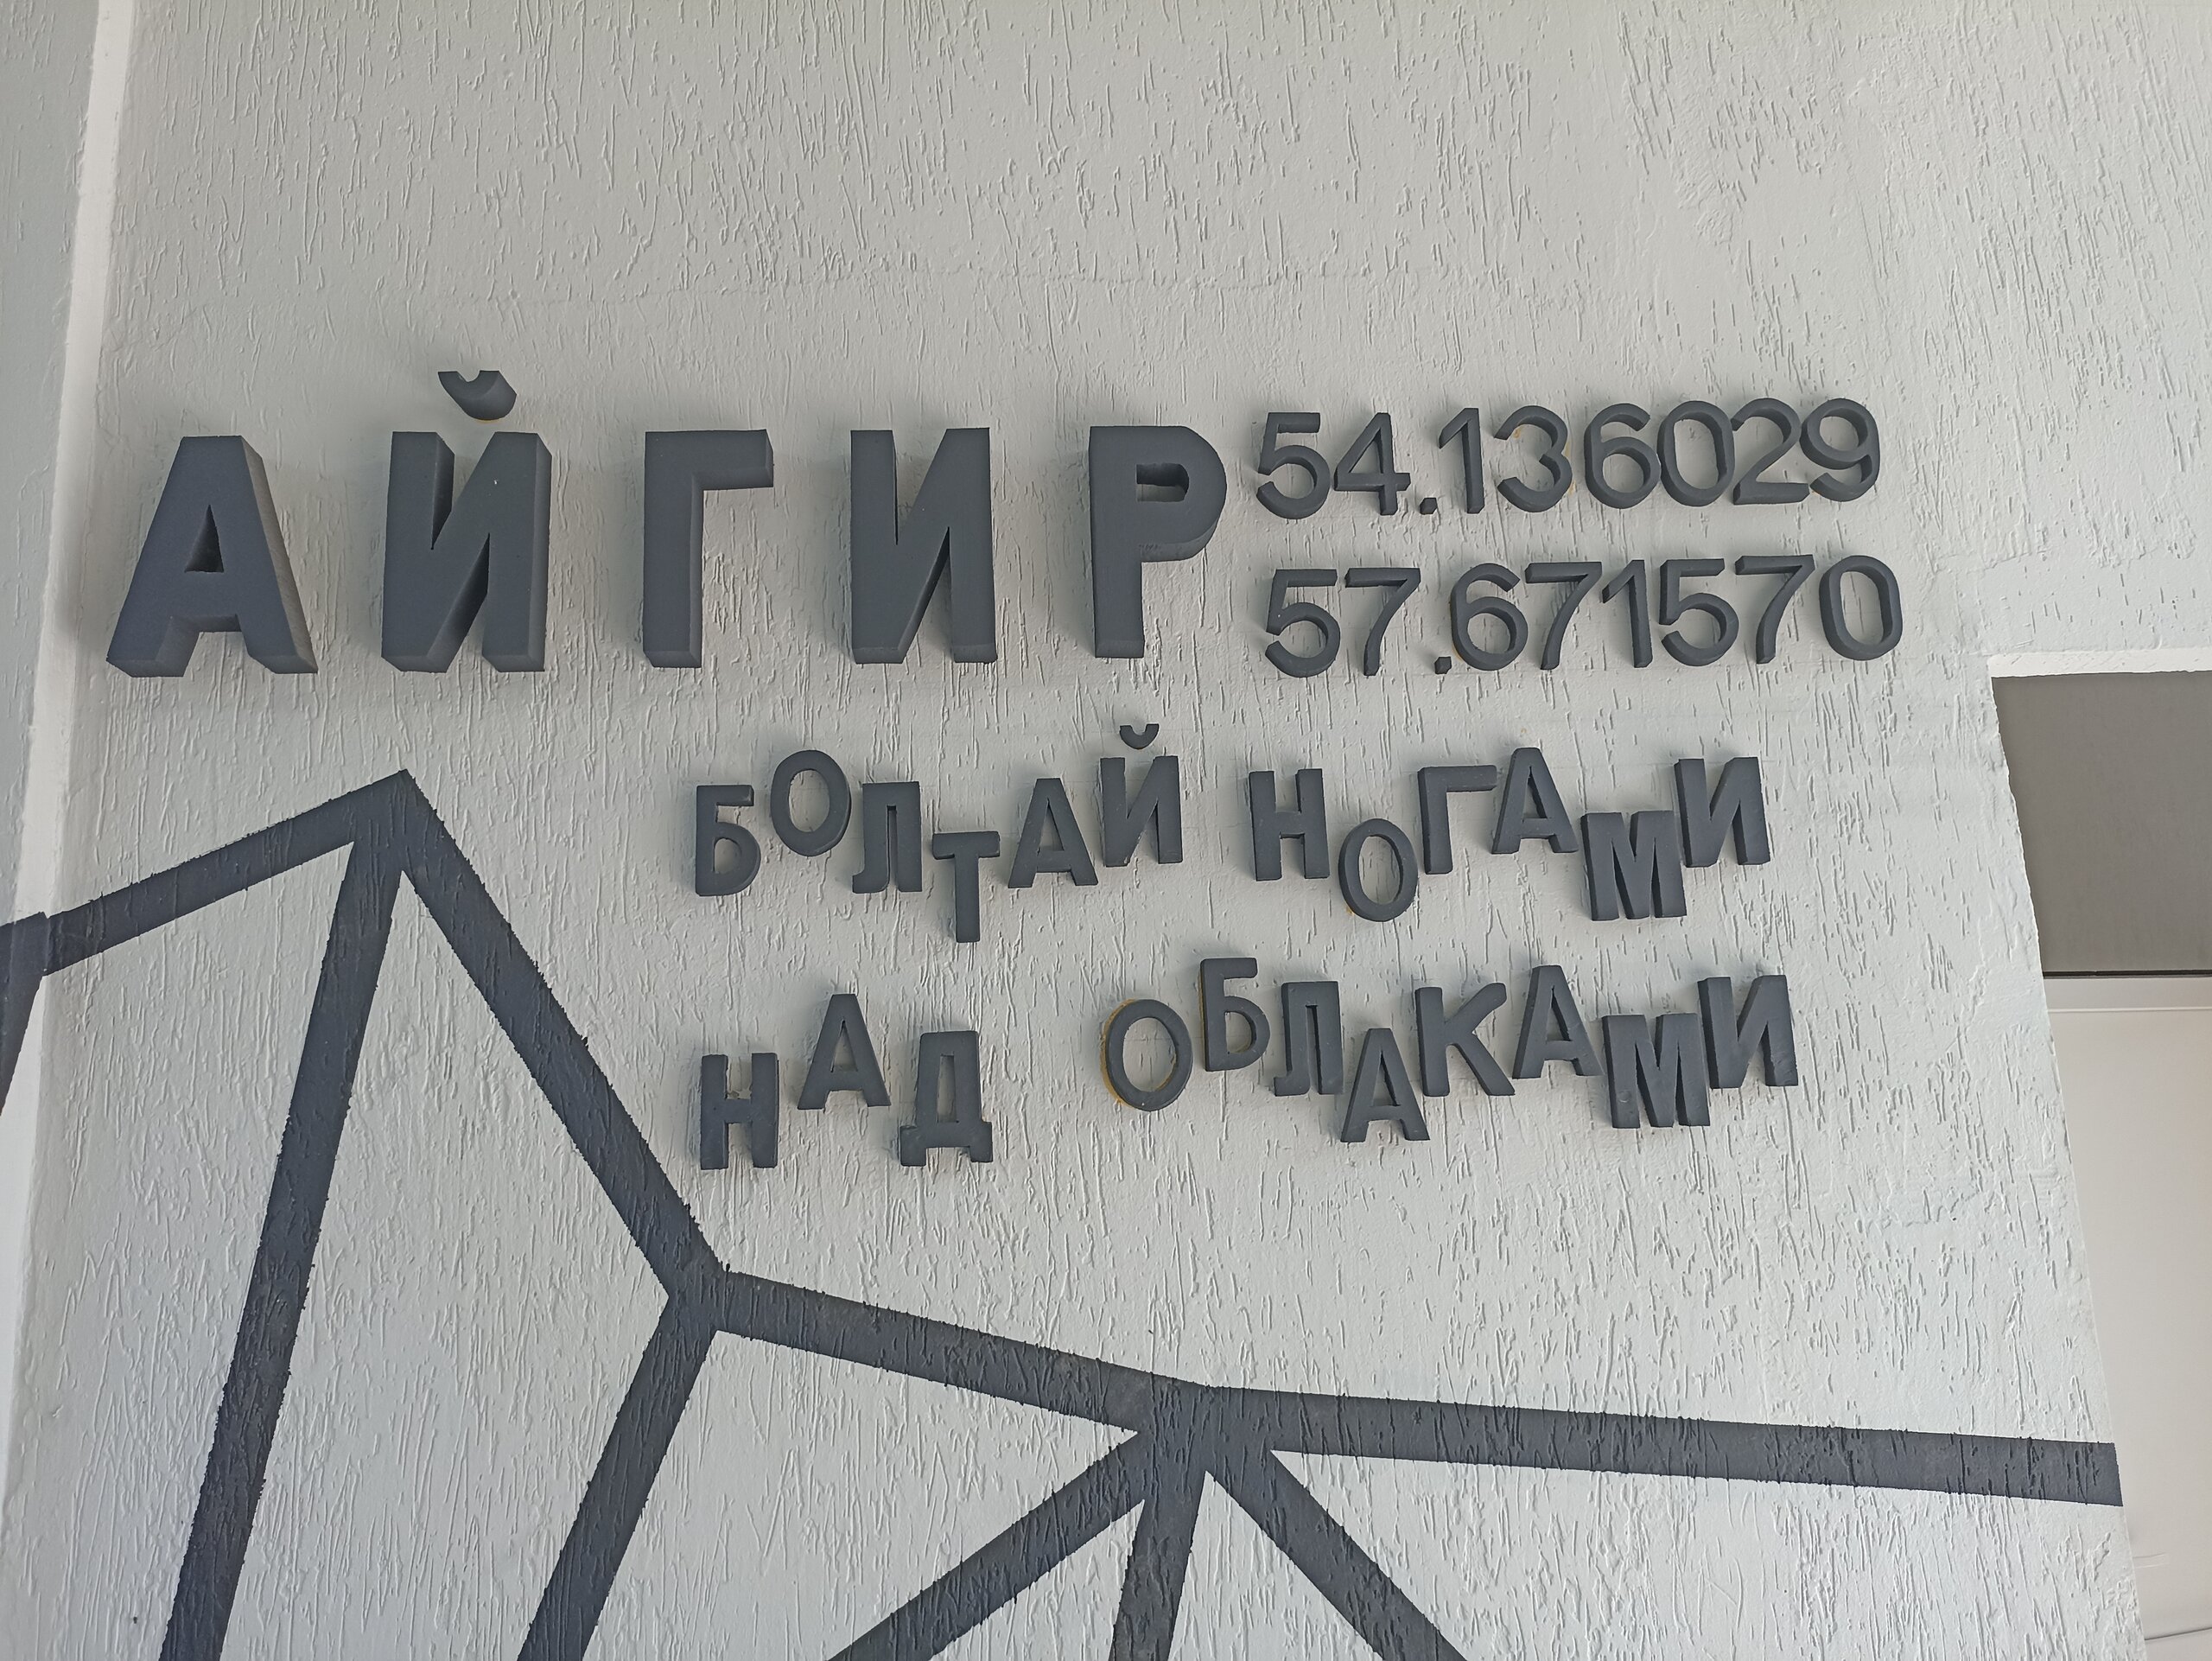 АЙГИР
54.136029
57.671570
БОЛТАЙ НОГАМИ
НАД ОБЛАКАМИ